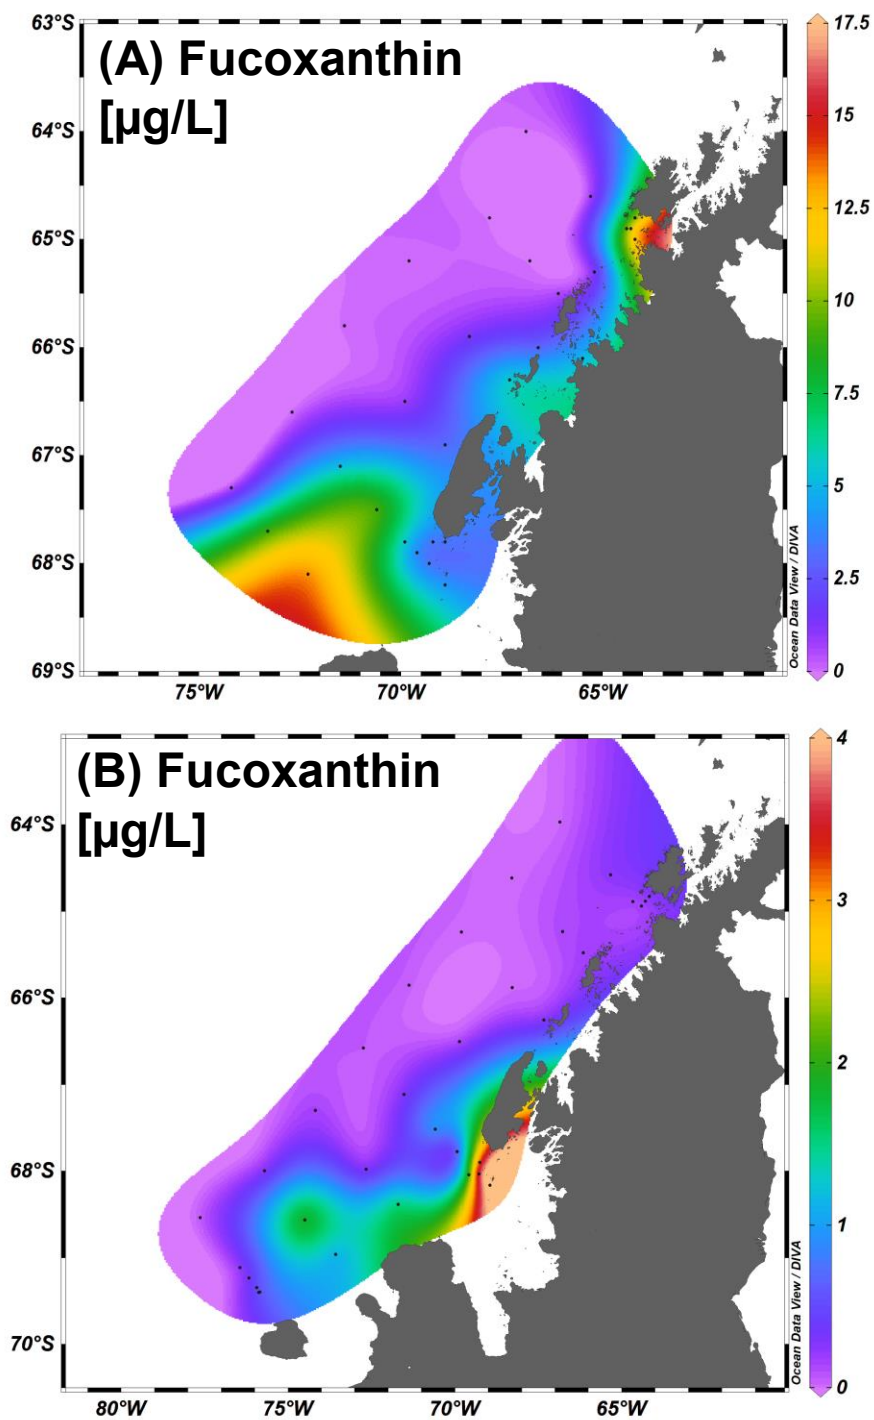 (A) Fucoxanthin
[µg/L]
63°S
64°S
65°S
66°S
67°S
68°S
69°S
75°W
70°W
65°W
17.5
15
12.5
10
7.5
5
2.5
0
Ocean Data View / DIVA
(B) Fucoxanthin
[µg/L]
64°S
66°S
68°S
70°S
80°W
75°W
70°W
65°W
4
3
2
1
0
Ocean Data View / DIVA